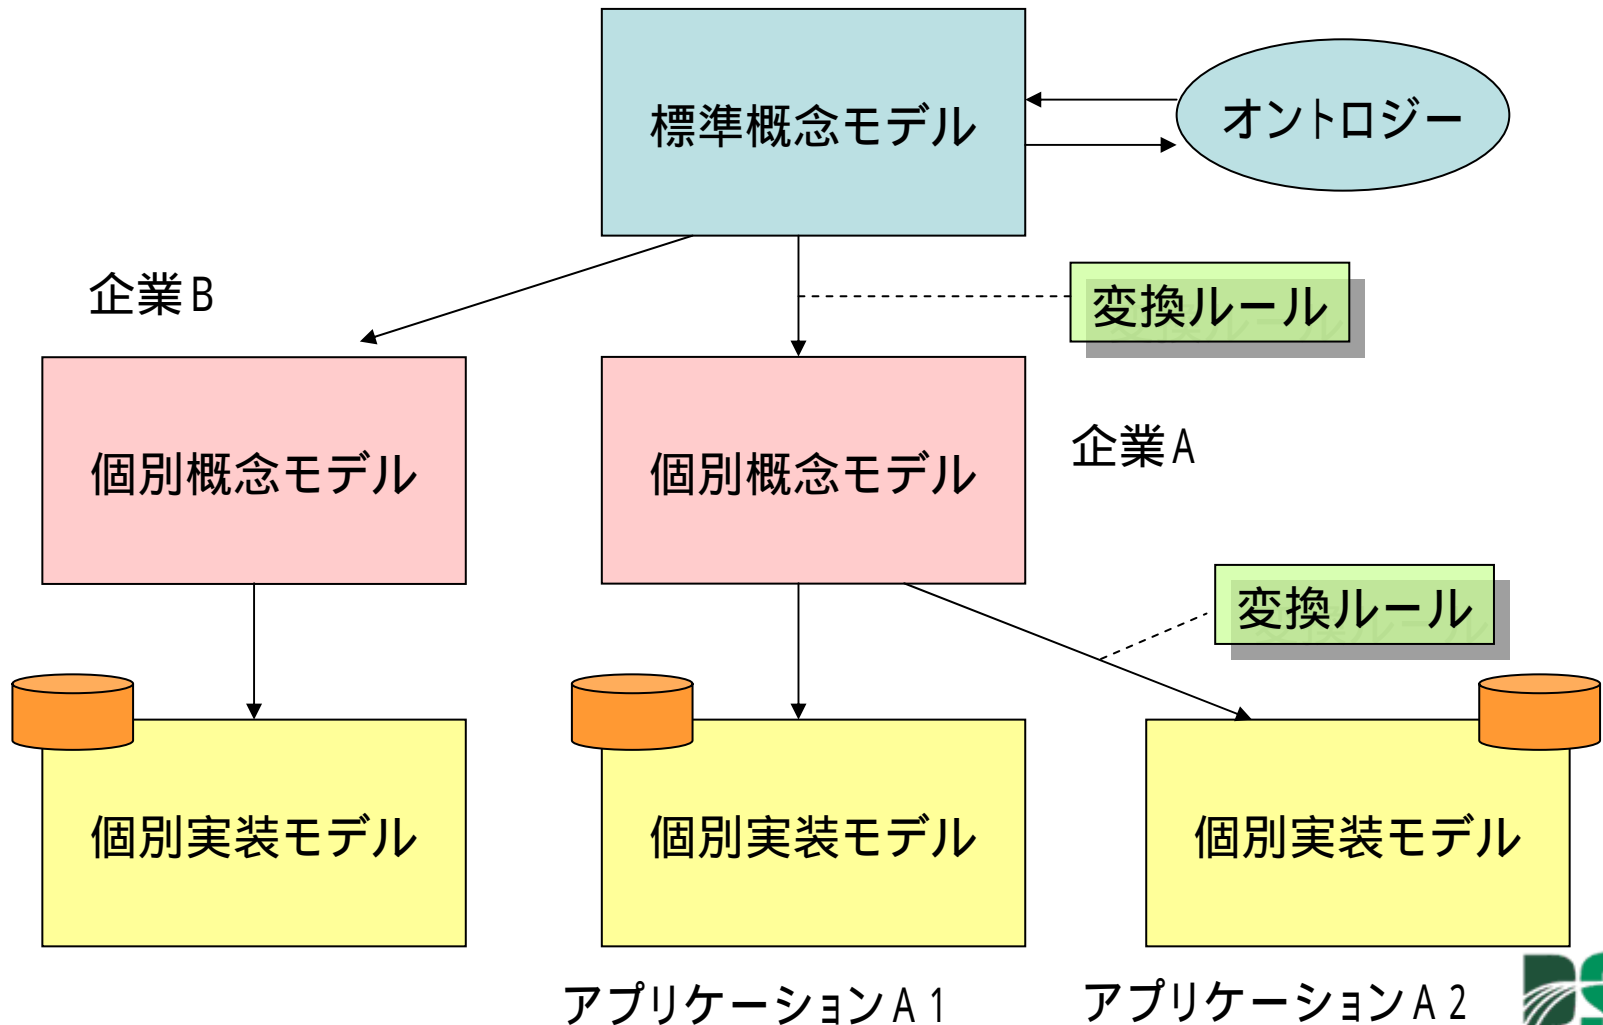 標準概念モデル
オントロジー
企業B
変換ルール
個別概念モデル
個別概念モデル
企業A
変換ルール
個別実装モデル
個別実装モデル
個別実装モデル
アプリケーションA1
アプリケーションA2